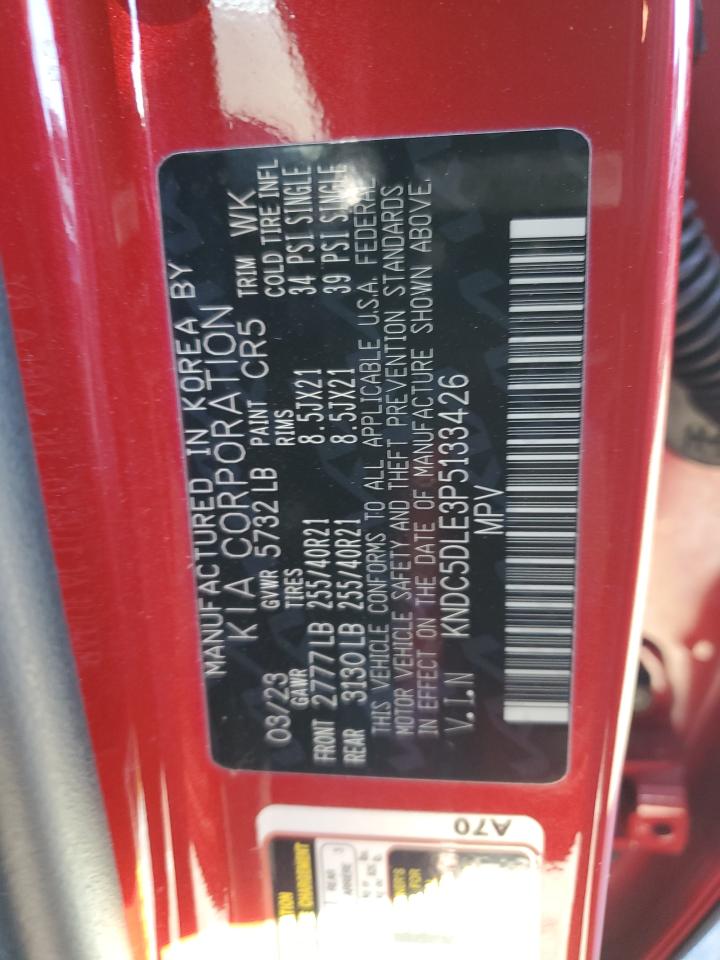 MANUFACTURED IN KOREA BY
KIA CORPORATION
03/23 GVWR 5732 LB PAINT CR5 TRIM WK
GAWR TIRES RIMS COLD TIRE INFL
FRONT 2777 LB 255/40R21 8.5JX21 34 PSI SINGLE
REAR 3130 LB 255/40R21 8.5JX21 39 PSI SINGLE
THIS VEHICLE CONFORMS TO ALL APPLICABLE U.S.A. FEDERAL
MOTOR VEHICLE SAFETY AND THEFT PREVENTION STANDARDS
IN EFFECT ON THE DATE OF MANUFACTURE SHOWN ABOVE.
V.I.N KNDC5DLE3P5133426
MPV
A70
CHARGEMENT
REAR
ARRIERE